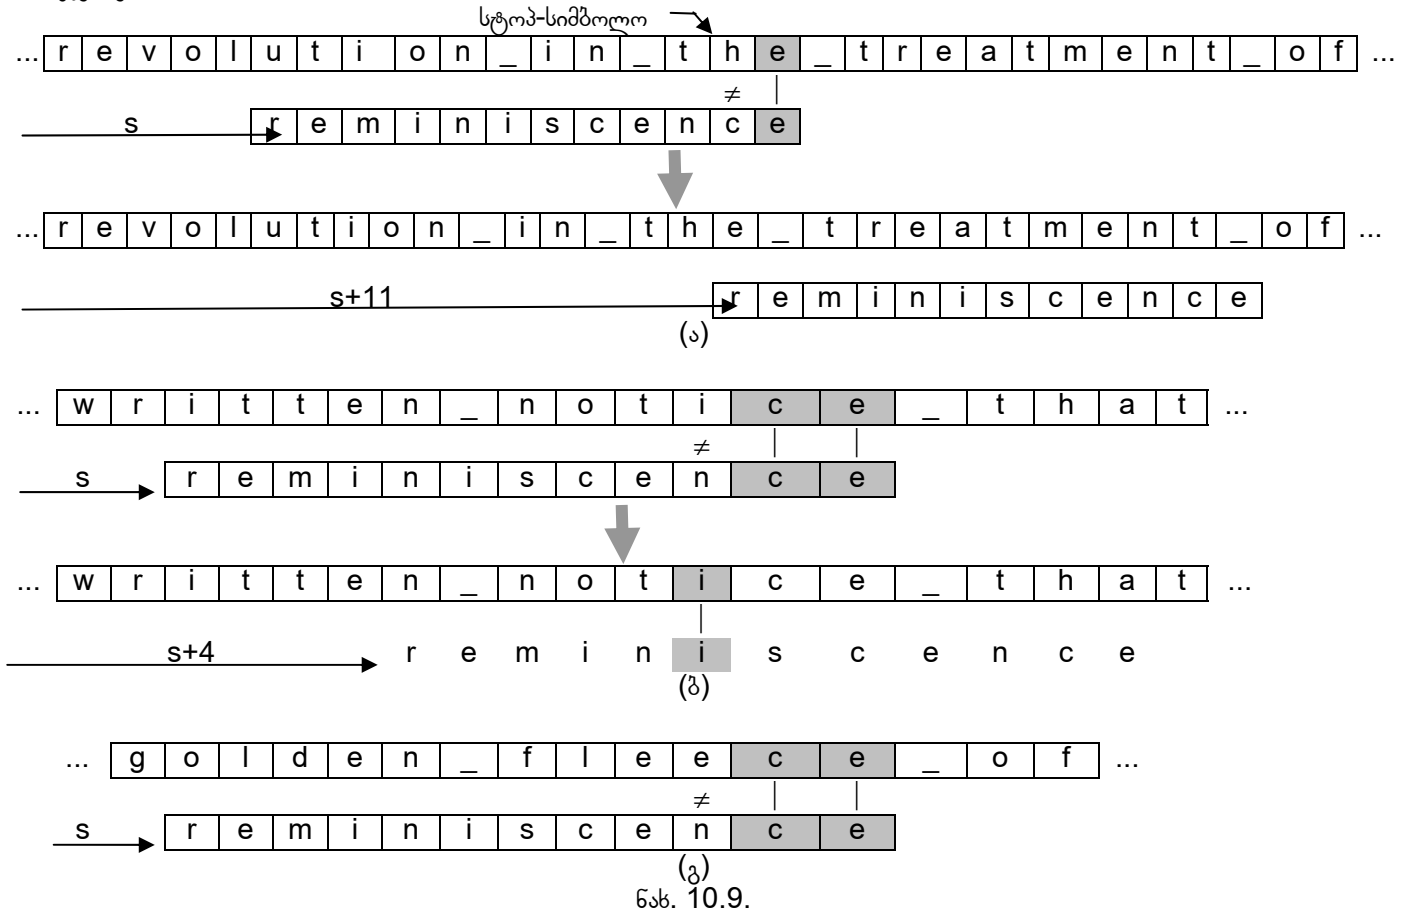 სტოპ-სიმბოლო
... r e v o l u t i o n _ i n _ t h e _ t r e a t m e n t _ o f ...
≠ |
s r e m i n i s c e n c e
... r e v o l u t i o n _ i n _ t h e _ t r e a t m e n t _ o f ...
s+11 r e m i n i s c e n c e
(ა)
... w r i t t e n _ n o t i c e _ t h a t ...
≠ | |
s r e m i n i s c e n c e
... w r i t t e n _ n o t i c e _ t h a t ...
|
s+4 r e m i n i s c e n c e
(ბ)
... g o l d e n _ f l e e c e _ o f ...
≠ | |
s r e m i n i s c e n c e
(გ)
ნახ. 10.9.